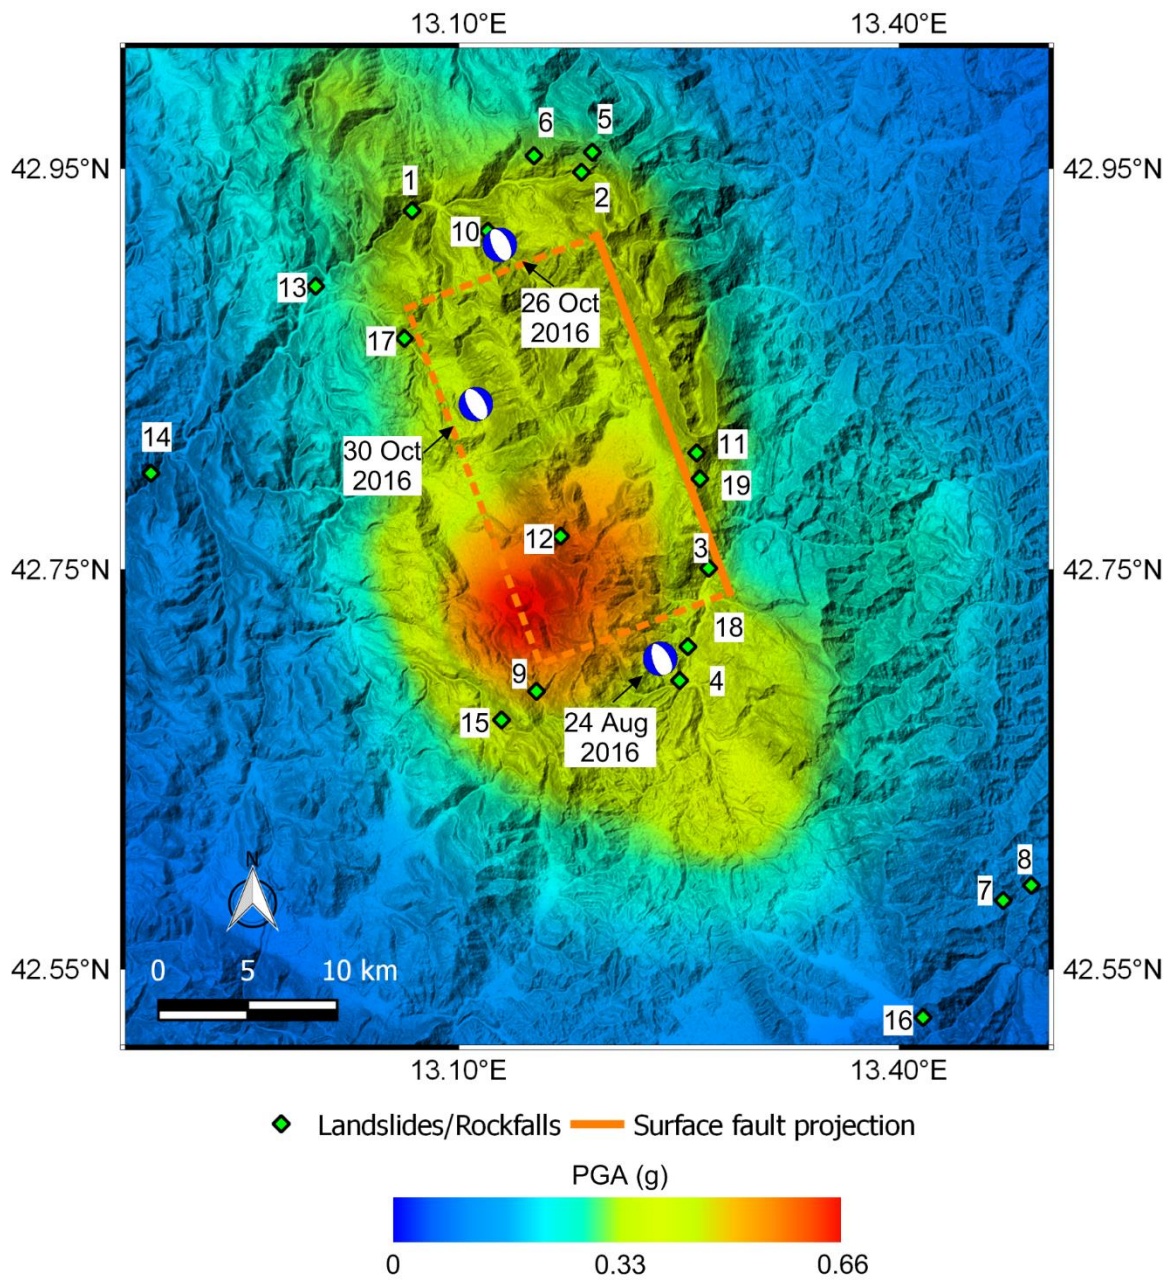 13.10°E 13.40°E
5
6
42.95°N 42.95°N
1
2
10
13
26 Oct
2016
17
14
30 Oct
2016
11
19
12
3
42.75°N 42.75°N
18
9
4
15
24 Aug
2016
8
7
N
0 5 10 km
42.55°N 42.55°N
16
13.10°E 13.40°E
Landslides/Rockfalls Surface fault projection
PGA (g)
0 0.33 0.66